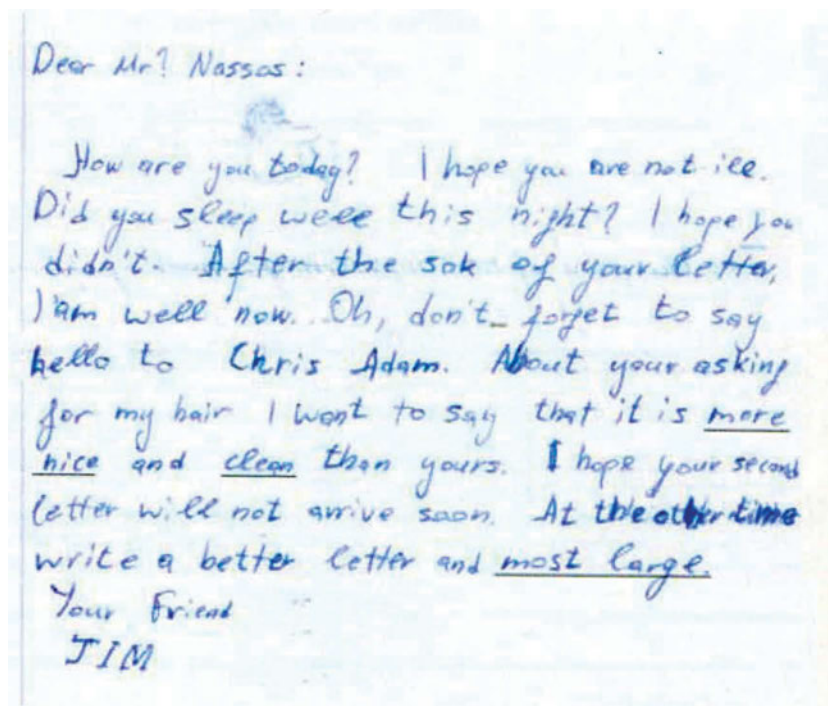 Dear Mr? Nassos:
How are you today? I hope you are not ill.
Did you sleep well this night? I hope you
didn't. After the sok of your letter,
I am well now. Oh, don't forget to say
hello to Chris Adam. About your asking
for my hair I want to say that it is more
nice and clean than yours. I hope your second
letter will not arrive soon. At the other time
write a better letter and most large.
Your Friend
JIM